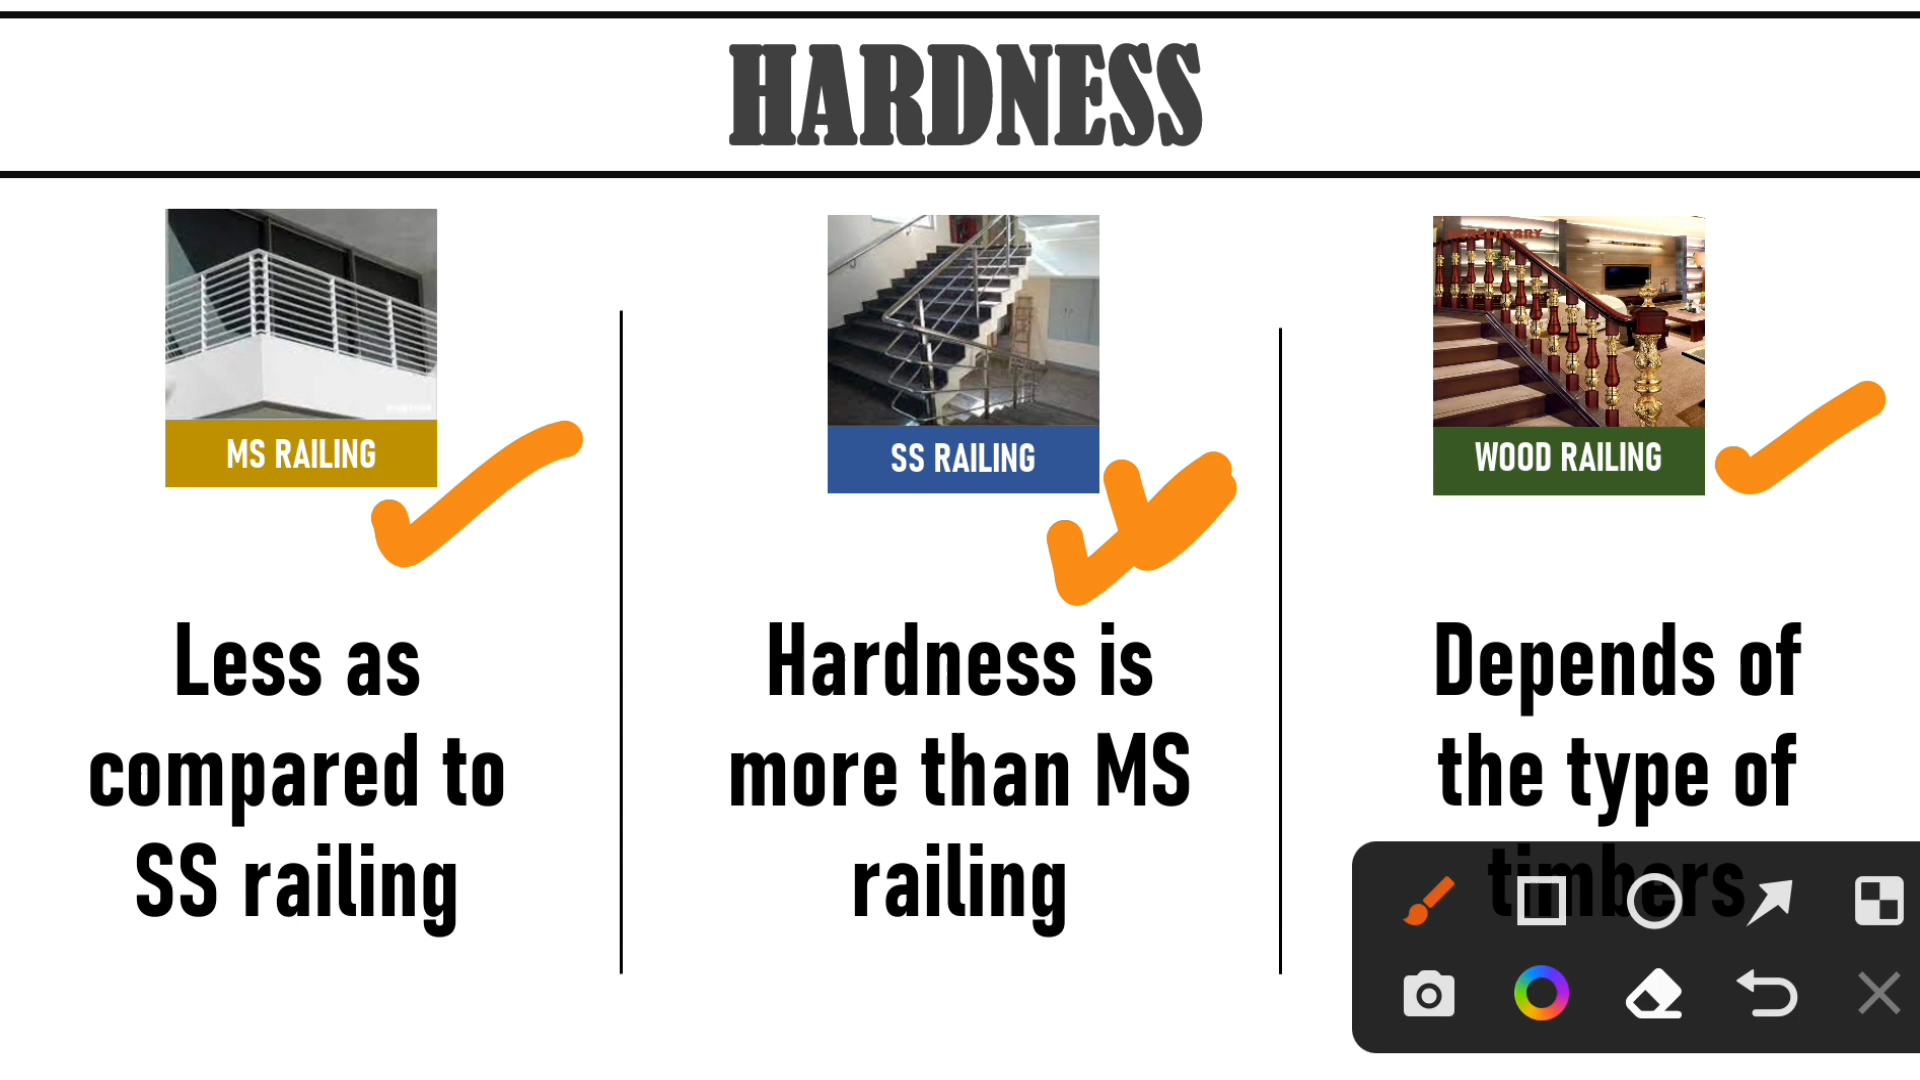 HARDNESS
MS RAILING
SS RAILING
WOOD RAILING
Less as
compared to
SS railing
Hardness is
more than MS
railing
Depends of
the type of
timbers